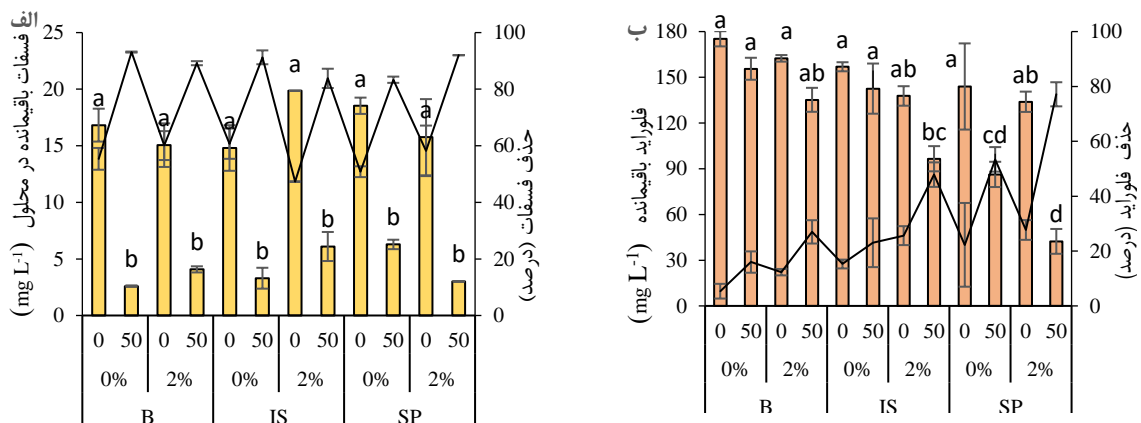 الف
فسفات باقیمانده در محلول
(mg L⁻¹)
25
20
15
10
5
0
a
b
a
b
a
b
a
b
a
b
a
b
100
80
60
40
20
0
حذف فسفات (درصد)
0 50 0 50 0 50 0 50 0 50 0 50
0% 2% 0% 2% 0% 2%
B IS SP
ب
فلوراید باقیمانده
(mg L⁻¹)
180
150
120
90
60
30
0
a
a
a
ab
a
a
ab
bc
a
cd
ab
d
100
80
60
40
20
0
حذف فلوراید (درصد)
0 50 0 50 0 50 0 50 0 50 0 50
0% 2% 0% 2% 0% 2%
B IS SP